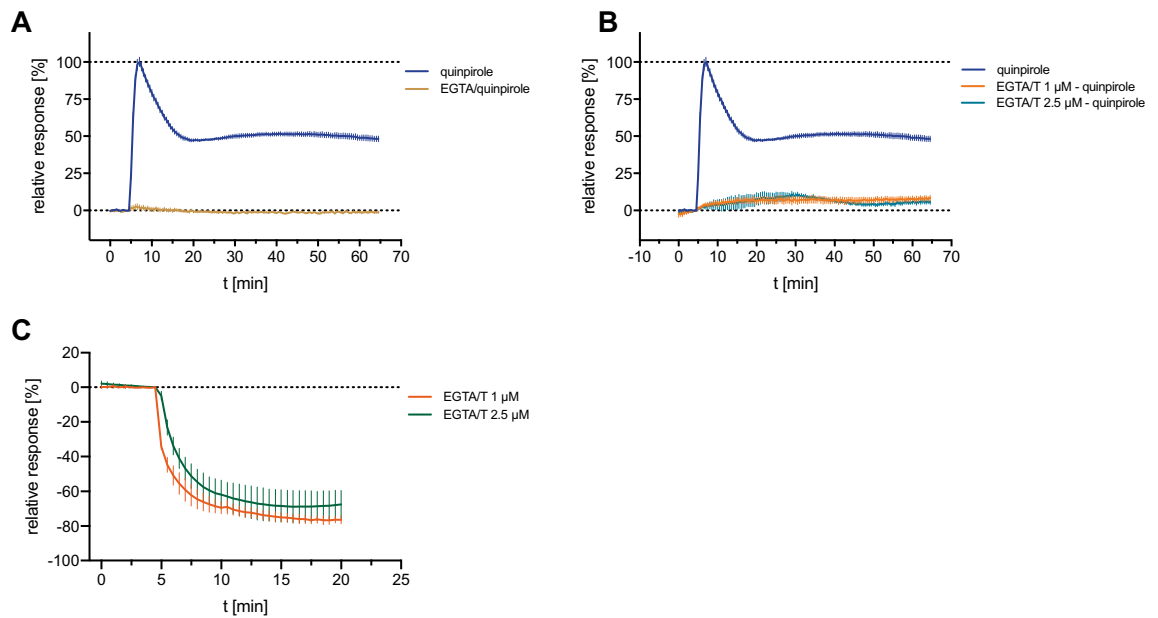 A
relative response [%]
100
75
50
25
0
0 10 20 30 40 50 60 70
t [min]
quinpirole
EGTA/quinpirole
B
relative response [%]
100
75
50
25
0
-10 0 10 20 30 40 50 60 70
t [min]
quinpirole
EGTA/T 1 µM - quinpirole
EGTA/T 2.5 µM - quinpirole
C
relative response [%]
20
0
-20
-40
-60
-80
-100
0 5 10 15 20 25
t [min]
EGTA/T 1 µM
EGTA/T 2.5 µM